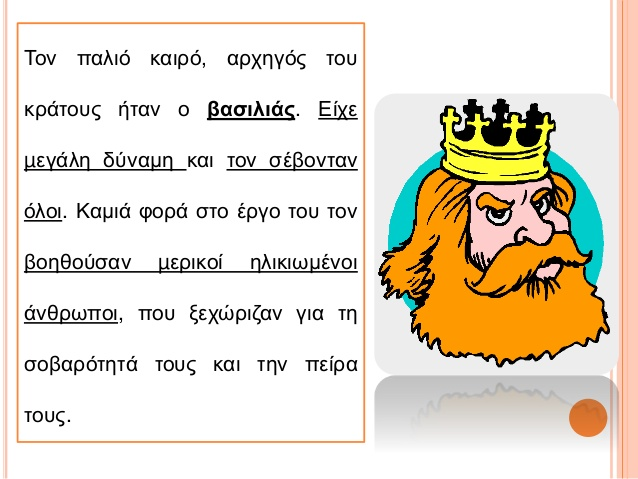 Τον παλιό καιρό, αρχηγός του
κράτους ήταν ο βασιλιάς. Είχε
μεγάλη δύναμη και τον σέβονταν
όλοι. Καμιά φορά στο έργο του τον
βοηθούσαν μερικοί ηλικιωμένοι
άνθρωποι, που ξεχώριζαν για τη
σοβαρότητά τους και την πείρα
τους.